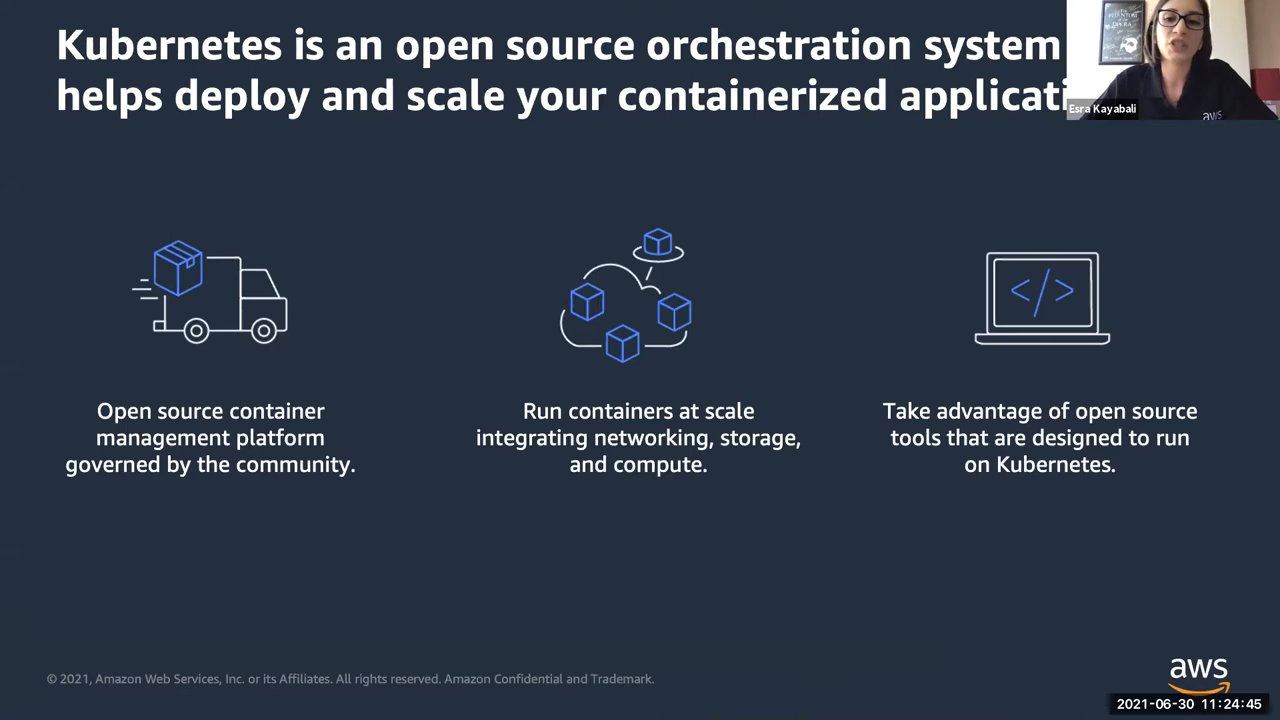 Kubernetes is an open source orchestration system
helps deploy and scale your containerized
Esra Kayabali
aws
Open source container
management platform
governed by the community.
Run containers at scale
integrating networking, storage,
and compute.
Take advantage of open source
tools that are designed to run
on Kubernetes.
© 2021, Amazon Web Services, Inc. or its Affiliates. All rights reserved. Amazon Confidential and Trademark.
aws
2021-06-30 11:24:45